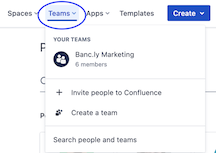 Spaces Teams Apps Templates Create
P
YOUR TEAMS
Banc.ly Marketing
6 members
+ Invite people to Confluence
+ Create a team
Search people and teams